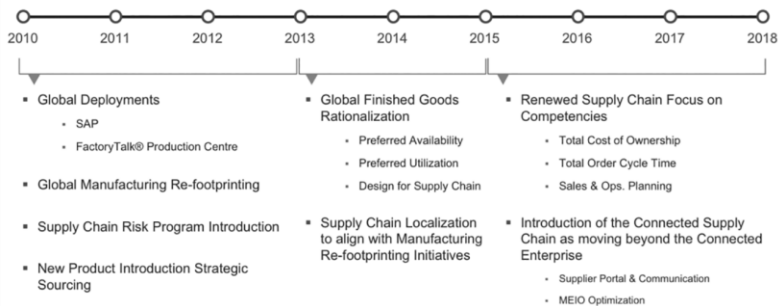 2010 2011 2012 2013 2014 2015 2016 2017 2018
▪ Global Deployments
▪ SAP
▪ FactoryTalk® Production Centre
▪ Global Manufacturing Re-footprinting
▪ Supply Chain Risk Program Introduction
▪ New Product Introduction Strategic
Sourcing
▪ Global Finished Goods
Rationalization
▪ Preferred Availability
▪ Preferred Utilization
▪ Design for Supply Chain
▪ Supply Chain Localization
to align with Manufacturing
Re-footprinting Initiatives
▪ Renewed Supply Chain Focus on
Competencies
▪ Total Cost of Ownership
▪ Total Order Cycle Time
▪ Sales & Ops. Planning
▪ Introduction of the Connected Supply
Chain as moving beyond the Connected
Enterprise
▪ Supplier Portal & Communication
▪ MEIO Optimization